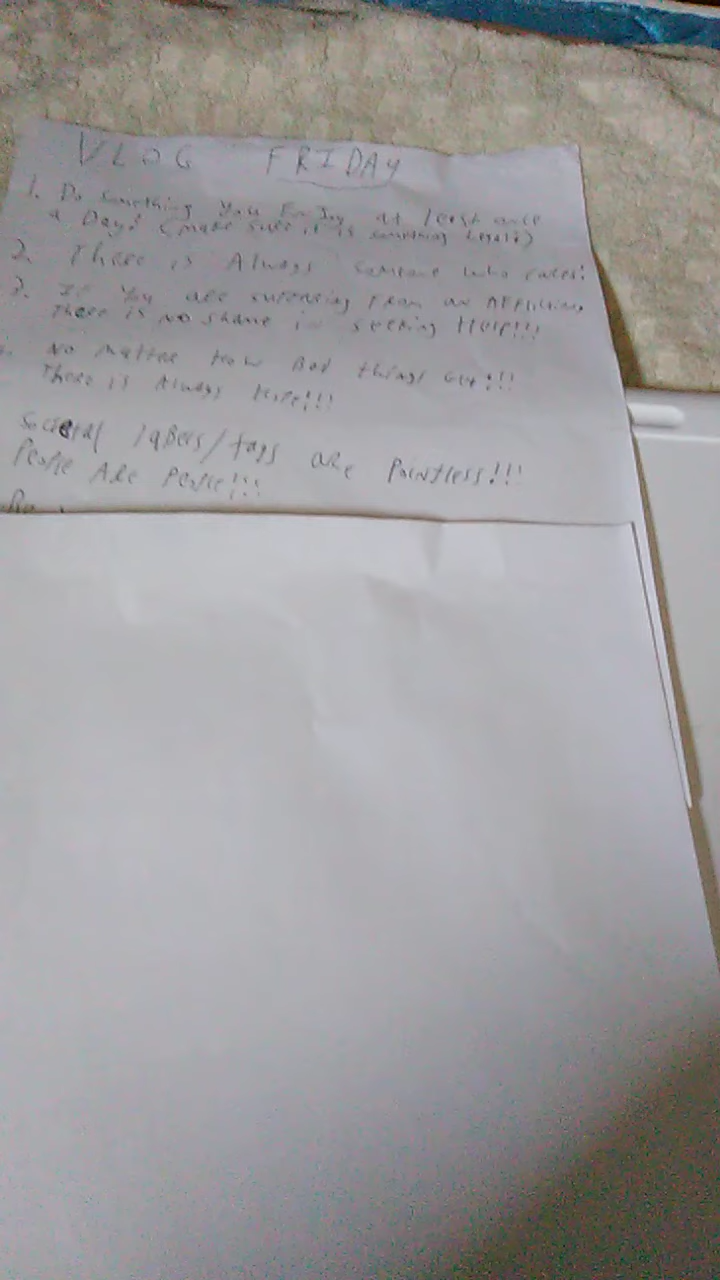 VLOG FRIDAY
1. Do Something You Enjoy at least once
a Day! (make sure it is something Legal!)
2. There is Always someone who cares!
3. If You are suffering From an Affliction,
There is No shame in seeking Help!!!
No matter How Bad things Get!!!
There is Always Hope!!!
Societal labels/tags are Pointless!!!
People Are People!!!